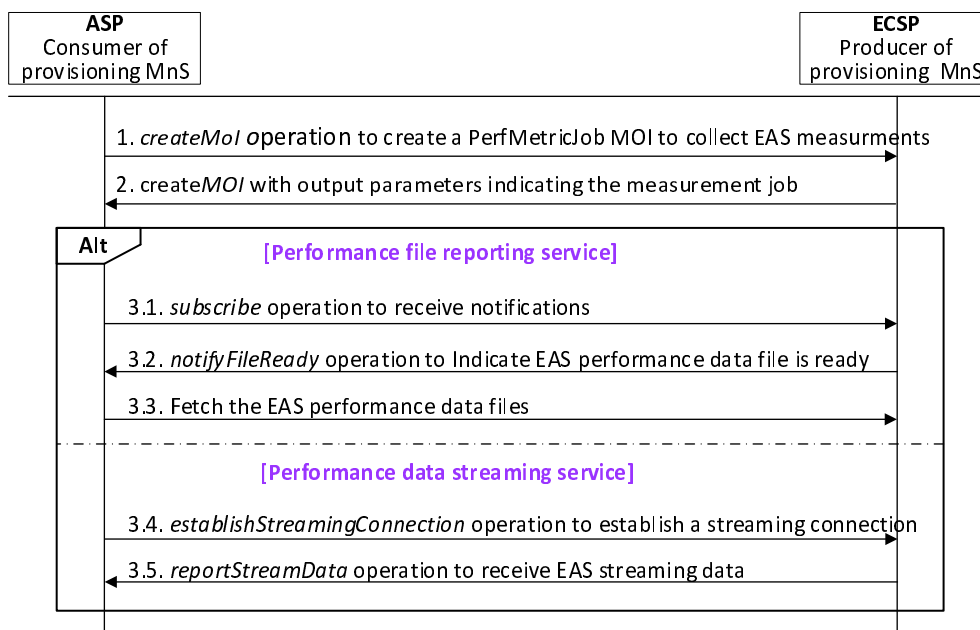 ASP
Consumer of
provisioning MnS
ECSP
Producer of
provisioning MnS
1. createMoI operation to create a PerfMetricJob MOI to collect EAS measurments
2. createMOI with output parameters indicating the measurement job
Alt
[Performance file reporting service]
3.1. subscribe operation to receive notifications
3.2. notifyFileReady operation to Indicate EAS performance data file is ready
3.3. Fetch the EAS performance data files
[Performance data streaming service]
3.4. establishStreamingConnection operation to establish a streaming connection
3.5. reportStreamData operation to receive EAS streaming data